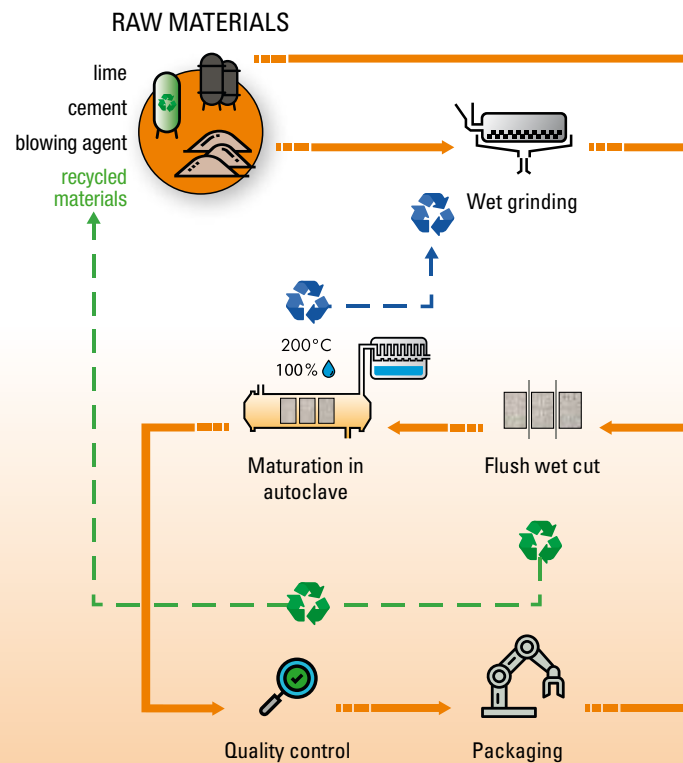 RAW MATERIALS
lime
cement
blowing agent
recycled
materials
Wet grinding
200°C
100%
Maturation in
autoclave
Flush wet cut
Quality control
Packaging